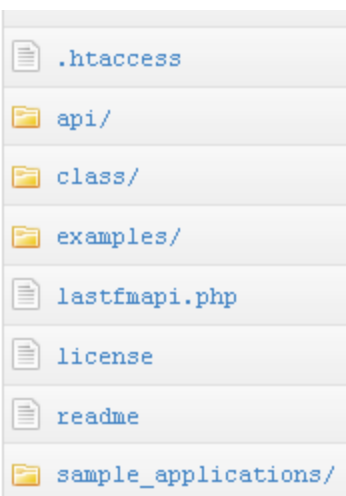 .htaccess
api/
class/
examples/
lastfmapi.php
license
readme
sample_applications/